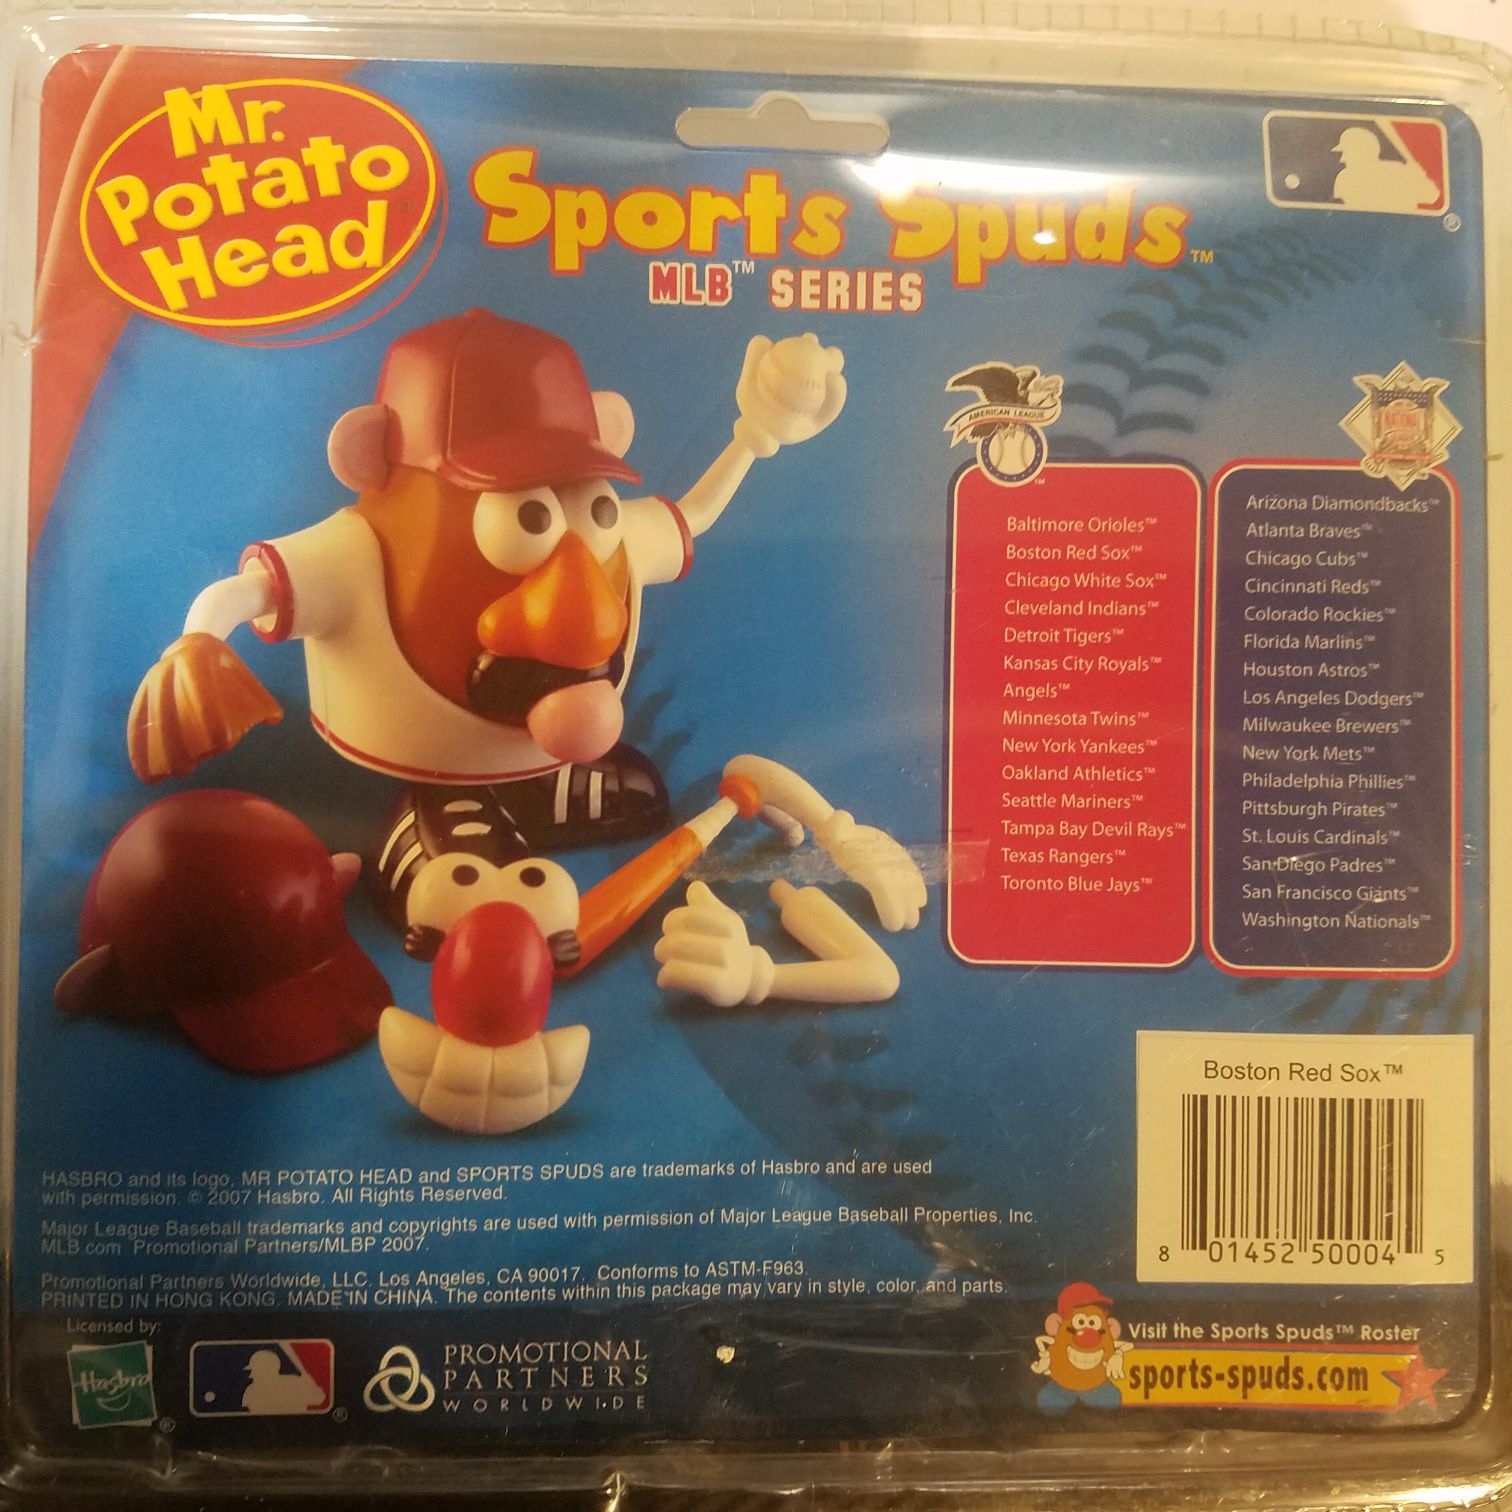 Mr.
Potato
Head®
Sports Spuds™
MLB™ SERIES
®
AMERICAN LEAGUE
™
NATIONAL
Baltimore Orioles™
Boston Red Sox™
Chicago White Sox™
Cleveland Indians™
Detroit Tigers™
Kansas City Royals™
Angels™
Minnesota Twins™
New York Yankees™
Oakland Athletics™
Seattle Mariners™
Tampa Bay Devil Rays™
Texas Rangers™
Toronto Blue Jays™
Arizona Diamondbacks™
Atlanta Braves™
Chicago Cubs™
Cincinnati Reds™
Colorado Rockies™
Florida Marlins™
Houston Astros™
Los Angeles Dodgers™
Milwaukee Brewers™
New York Mets™
Philadelphia Phillies™
Pittsburgh Pirates™
St. Louis Cardinals™
San Diego Padres™
San Francisco Giants™
Washington Nationals™
Boston Red Sox™
8 01452 50004 5
HASBRO and its logo, MR POTATO HEAD and SPORTS SPUDS are trademarks of Hasbro and are used
with permission. © 2007 Hasbro. All Rights Reserved.
Major League Baseball trademarks and copyrights are used with permission of Major League Baseball Properties, Inc.
MLB.com Promotional Partners/MLBP 2007.
Promotional Partners Worldwide, LLC. Los Angeles, CA 90017. Conforms to ASTM-F963.
PRINTED IN HONG KONG. MADE IN CHINA. The contents within this package may vary in style, color, and parts.
Licensed by:
Hasbro
®
®
PROMOTIONAL
PARTNERS
WORLDWIDE
Visit the Sports Spuds™ Roster
sports-spuds.com